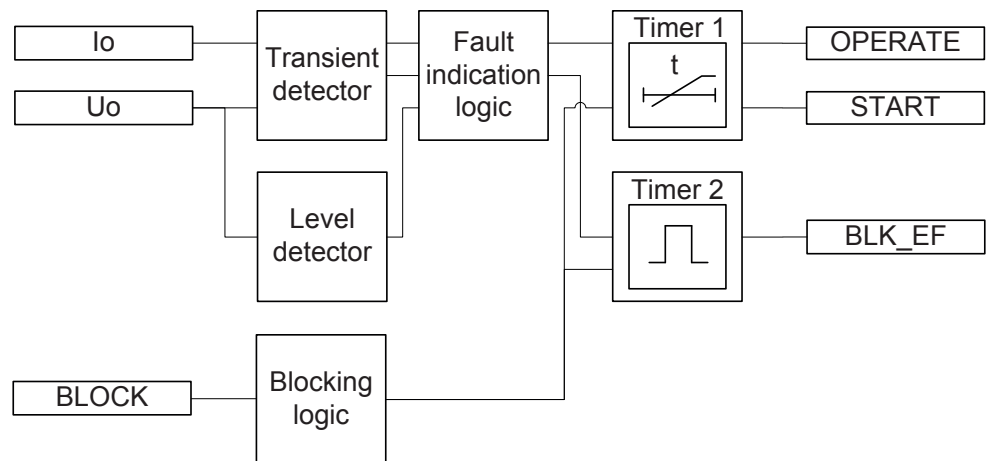 Io
Uo
Transient
detector
Fault
indication
logic
Timer 1
t
OPERATE
START
Level
detector
Timer 2
BLK_EF
BLOCK
Blocking
logic